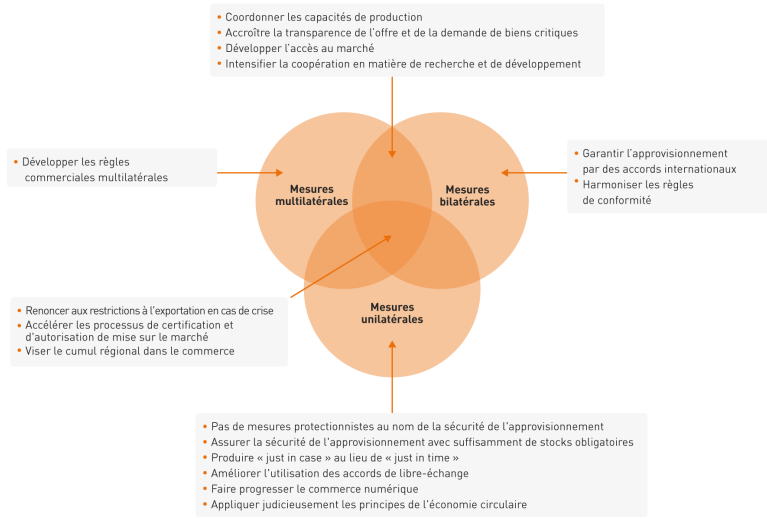 • Coordonner les capacités de production
• Accroître la transparence de l'offre et de la demande de biens critiques
• Développer l'accès au marché
• Intensifier la coopération en matière de recherche et de développement
• Développer les règles
commerciales multilatérales
• Garantir l'approvisionnement
par des accords internationaux
• Harmoniser les règles
de conformité
Mesures
multilatérales
Mesures
bilatérales
Mesures
unilatérales
• Renoncer aux restrictions à l'exportation en cas de crise
• Accélérer les processus de certification et
d'autorisation de mise sur le marché
• Viser le cumul régional dans le commerce
• Pas de mesures protectionnistes au nom de la sécurité de l'approvisionnement
• Assurer la sécurité de l'approvisionnement avec suffisamment de stocks obligatoires
• Produire « just in case » au lieu de « just in time »
• Améliorer l'utilisation des accords de libre-échange
• Faire progresser le commerce numérique
• Appliquer judicieusement les principes de l'économie circulaire